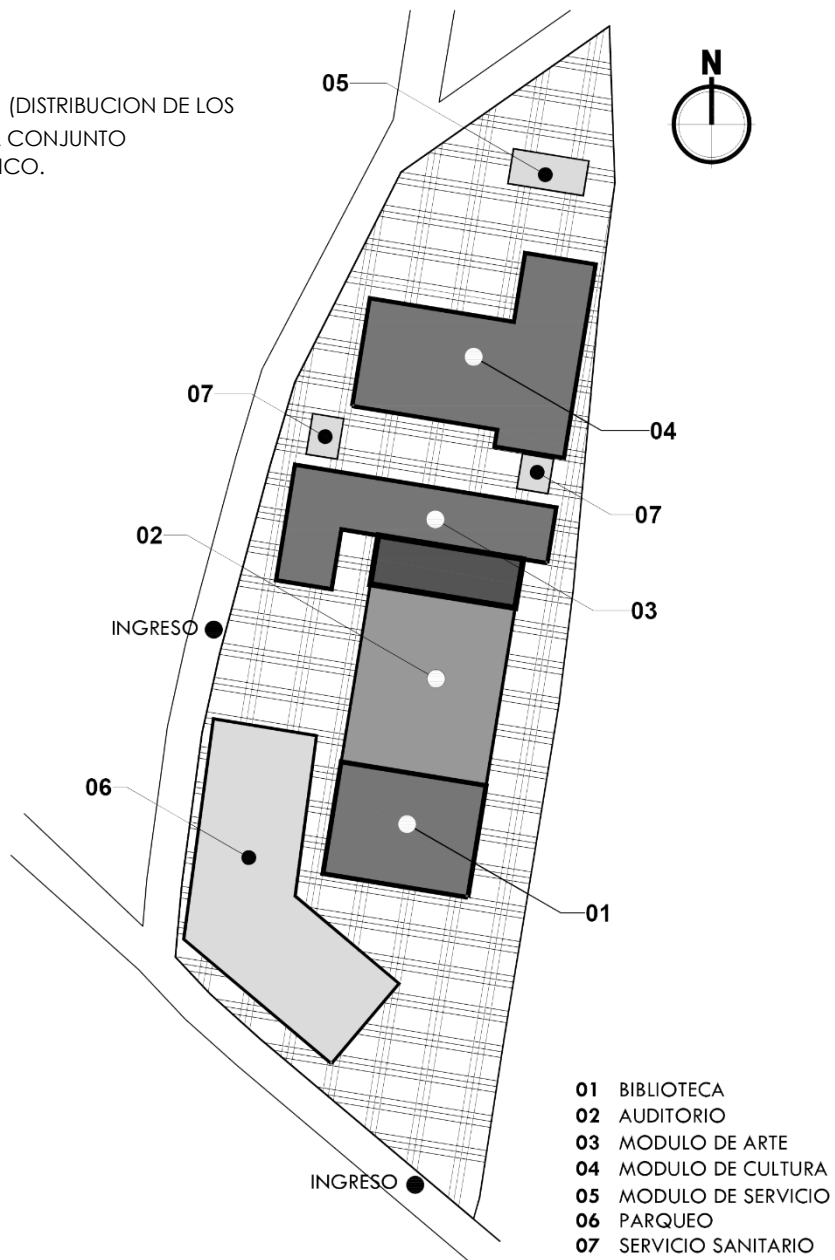 N
05
(DISTRIBUCION DE LOS
CONJUNTO
ICO.
07
04
07
02
03
INGRESO
06
01
01 BIBLIOTECA
02 AUDITORIO
03 MODULO DE ARTE
04 MODULO DE CULTURA
05 MODULO DE SERVICIO
06 PARQUEO
07 SERVICIO SANITARIO
INGRESO